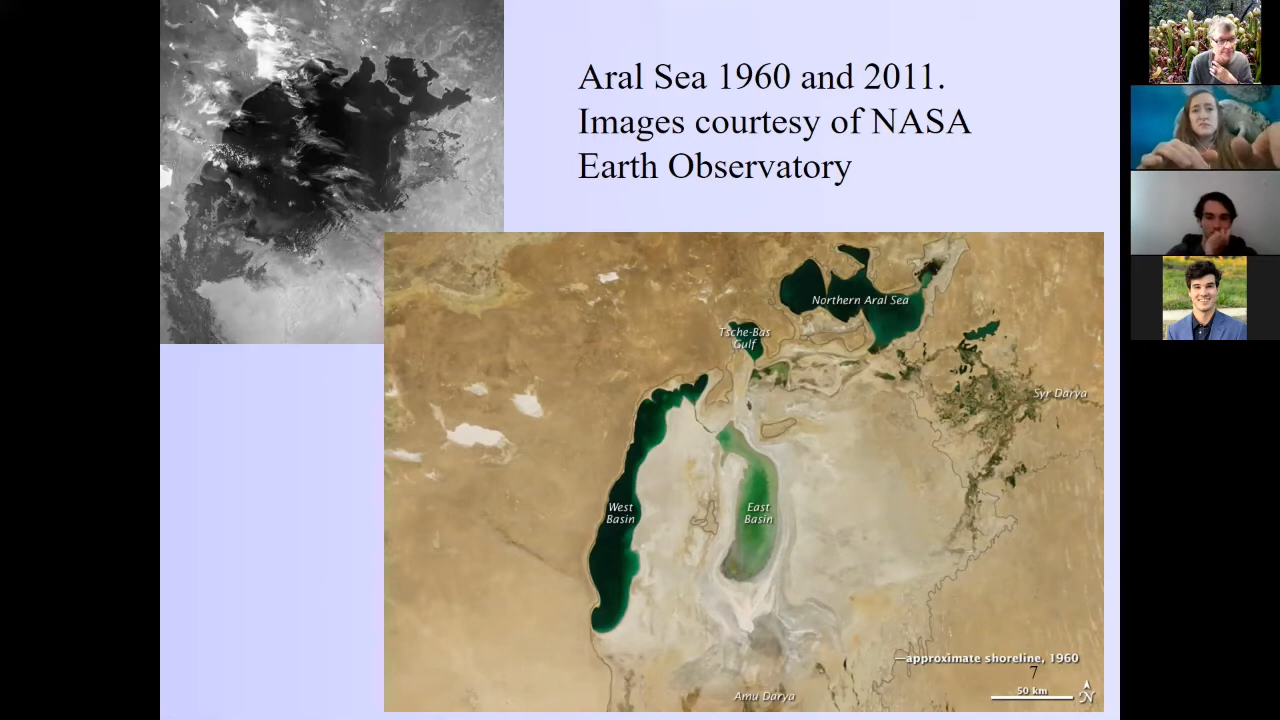 Aral Sea 1960 and 2011.
Images courtesy of NASA
Earth Observatory
Northern Aral Sea
Tsche-Bas
Gulf
Syr Darya
West
Basin
East
Basin
approximate shoreline, 1960
7
50 km
N
Amu Darya